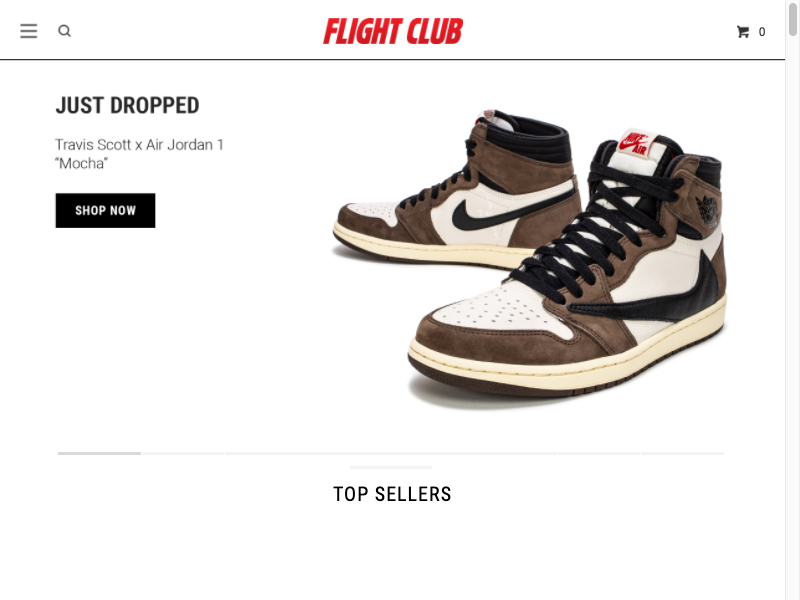 FLIGHT CLUB
0
JUST DROPPED
Travis Scott x Air Jordan 1
“Mocha”
SHOP NOW
NIKE
AIR
TOP SELLERS